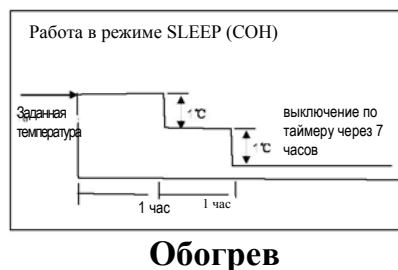 Работа в режиме SLEEP (СОН)
Заданная
температура
1℃
выключение по
таймеру через 7
часов
1℃
1 час
1 час
Обогрев